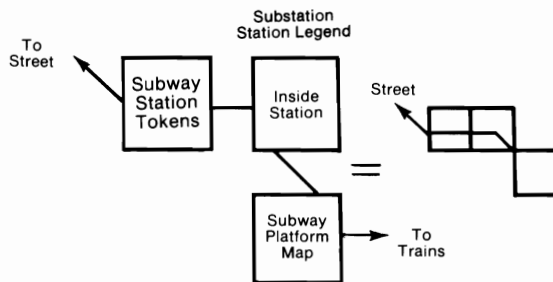 Substation
Station Legend
To
Street
Subway
Station
Tokens
Inside
Station
Street
=
Subway
Platform
Map
To
Trains